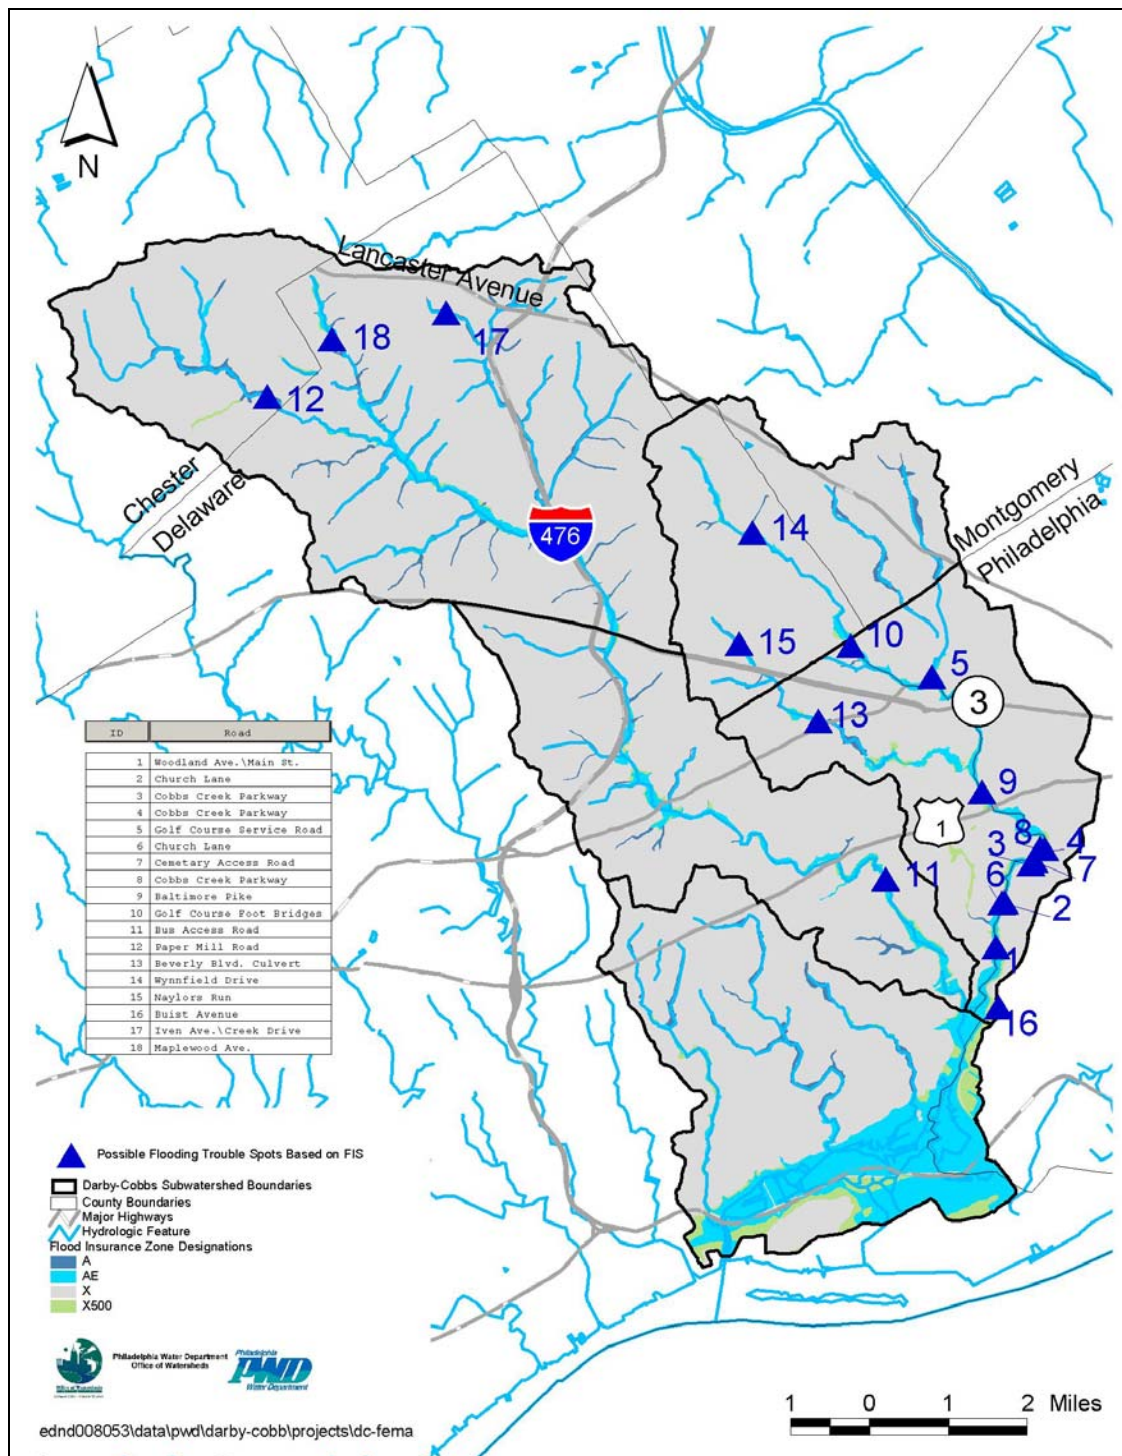 N
Lancaster Avenue
18
17
12
Chester
Delaware
476
14
Montgomery
Philadelphia
15
10
5
3
13
9
1
8
4
3
7
6
2
11
1
16
ID Road
1 Woodland Ave.\Main St.
2 Church Lane
3 Cobbs Creek Parkway
4 Cobbs Creek Parkway
5 Golf Course Service Road
6 Church Lane
7 Cemetary Access Road
8 Cobbs Creek Parkway
9 Baltimore Pike
10 Golf Course Foot Bridges
11 Bus Access Road
12 Paper Mill Road
13 Beverly Blvd. Culvert
14 Wynnfield Drive
15 Naylors Run
16 Buist Avenue
17 Iven Ave.\Creek Drive
18 Maplewood Ave.
Possible Flooding Trouble Spots Based on FIS
Darby-Cobbs Subwatershed Boundaries
County Boundaries
Major Highways
Hydrologic Feature
Flood Insurance Zone Designations
A
AE
X
X500
Philadelphia Water Department
Office of Watersheds
Philadelphia
PWD
Water Department
1 0 1 2 Miles
ednd008053\data\pwd\darby-cobb\projects\dc-fema